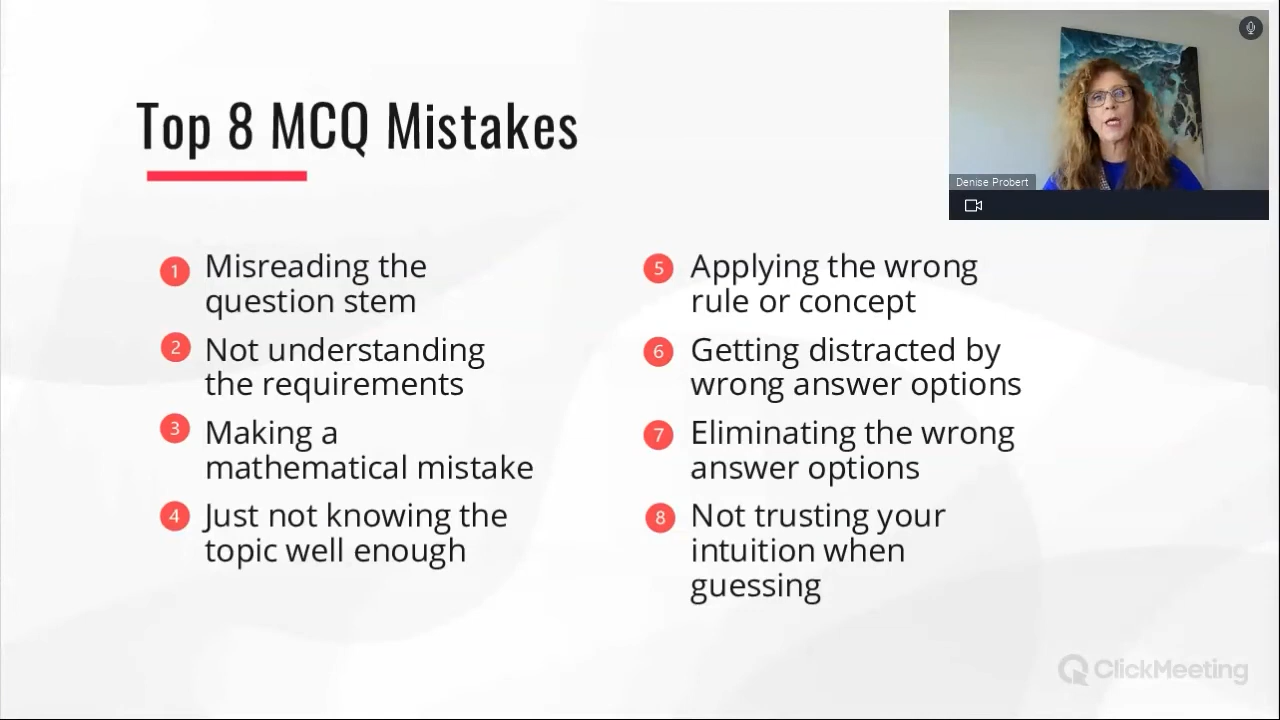 Top 8 MCQ Mistakes
Denise Probert
1 Misreading the
question stem
2 Not understanding
the requirements
3 Making a
mathematical mistake
4 Just not knowing the
topic well enough
5 Applying the wrong
rule or concept
6 Getting distracted by
wrong answer options
7 Eliminating the wrong
answer options
8 Not trusting your
intuition when
guessing
ClickMeeting